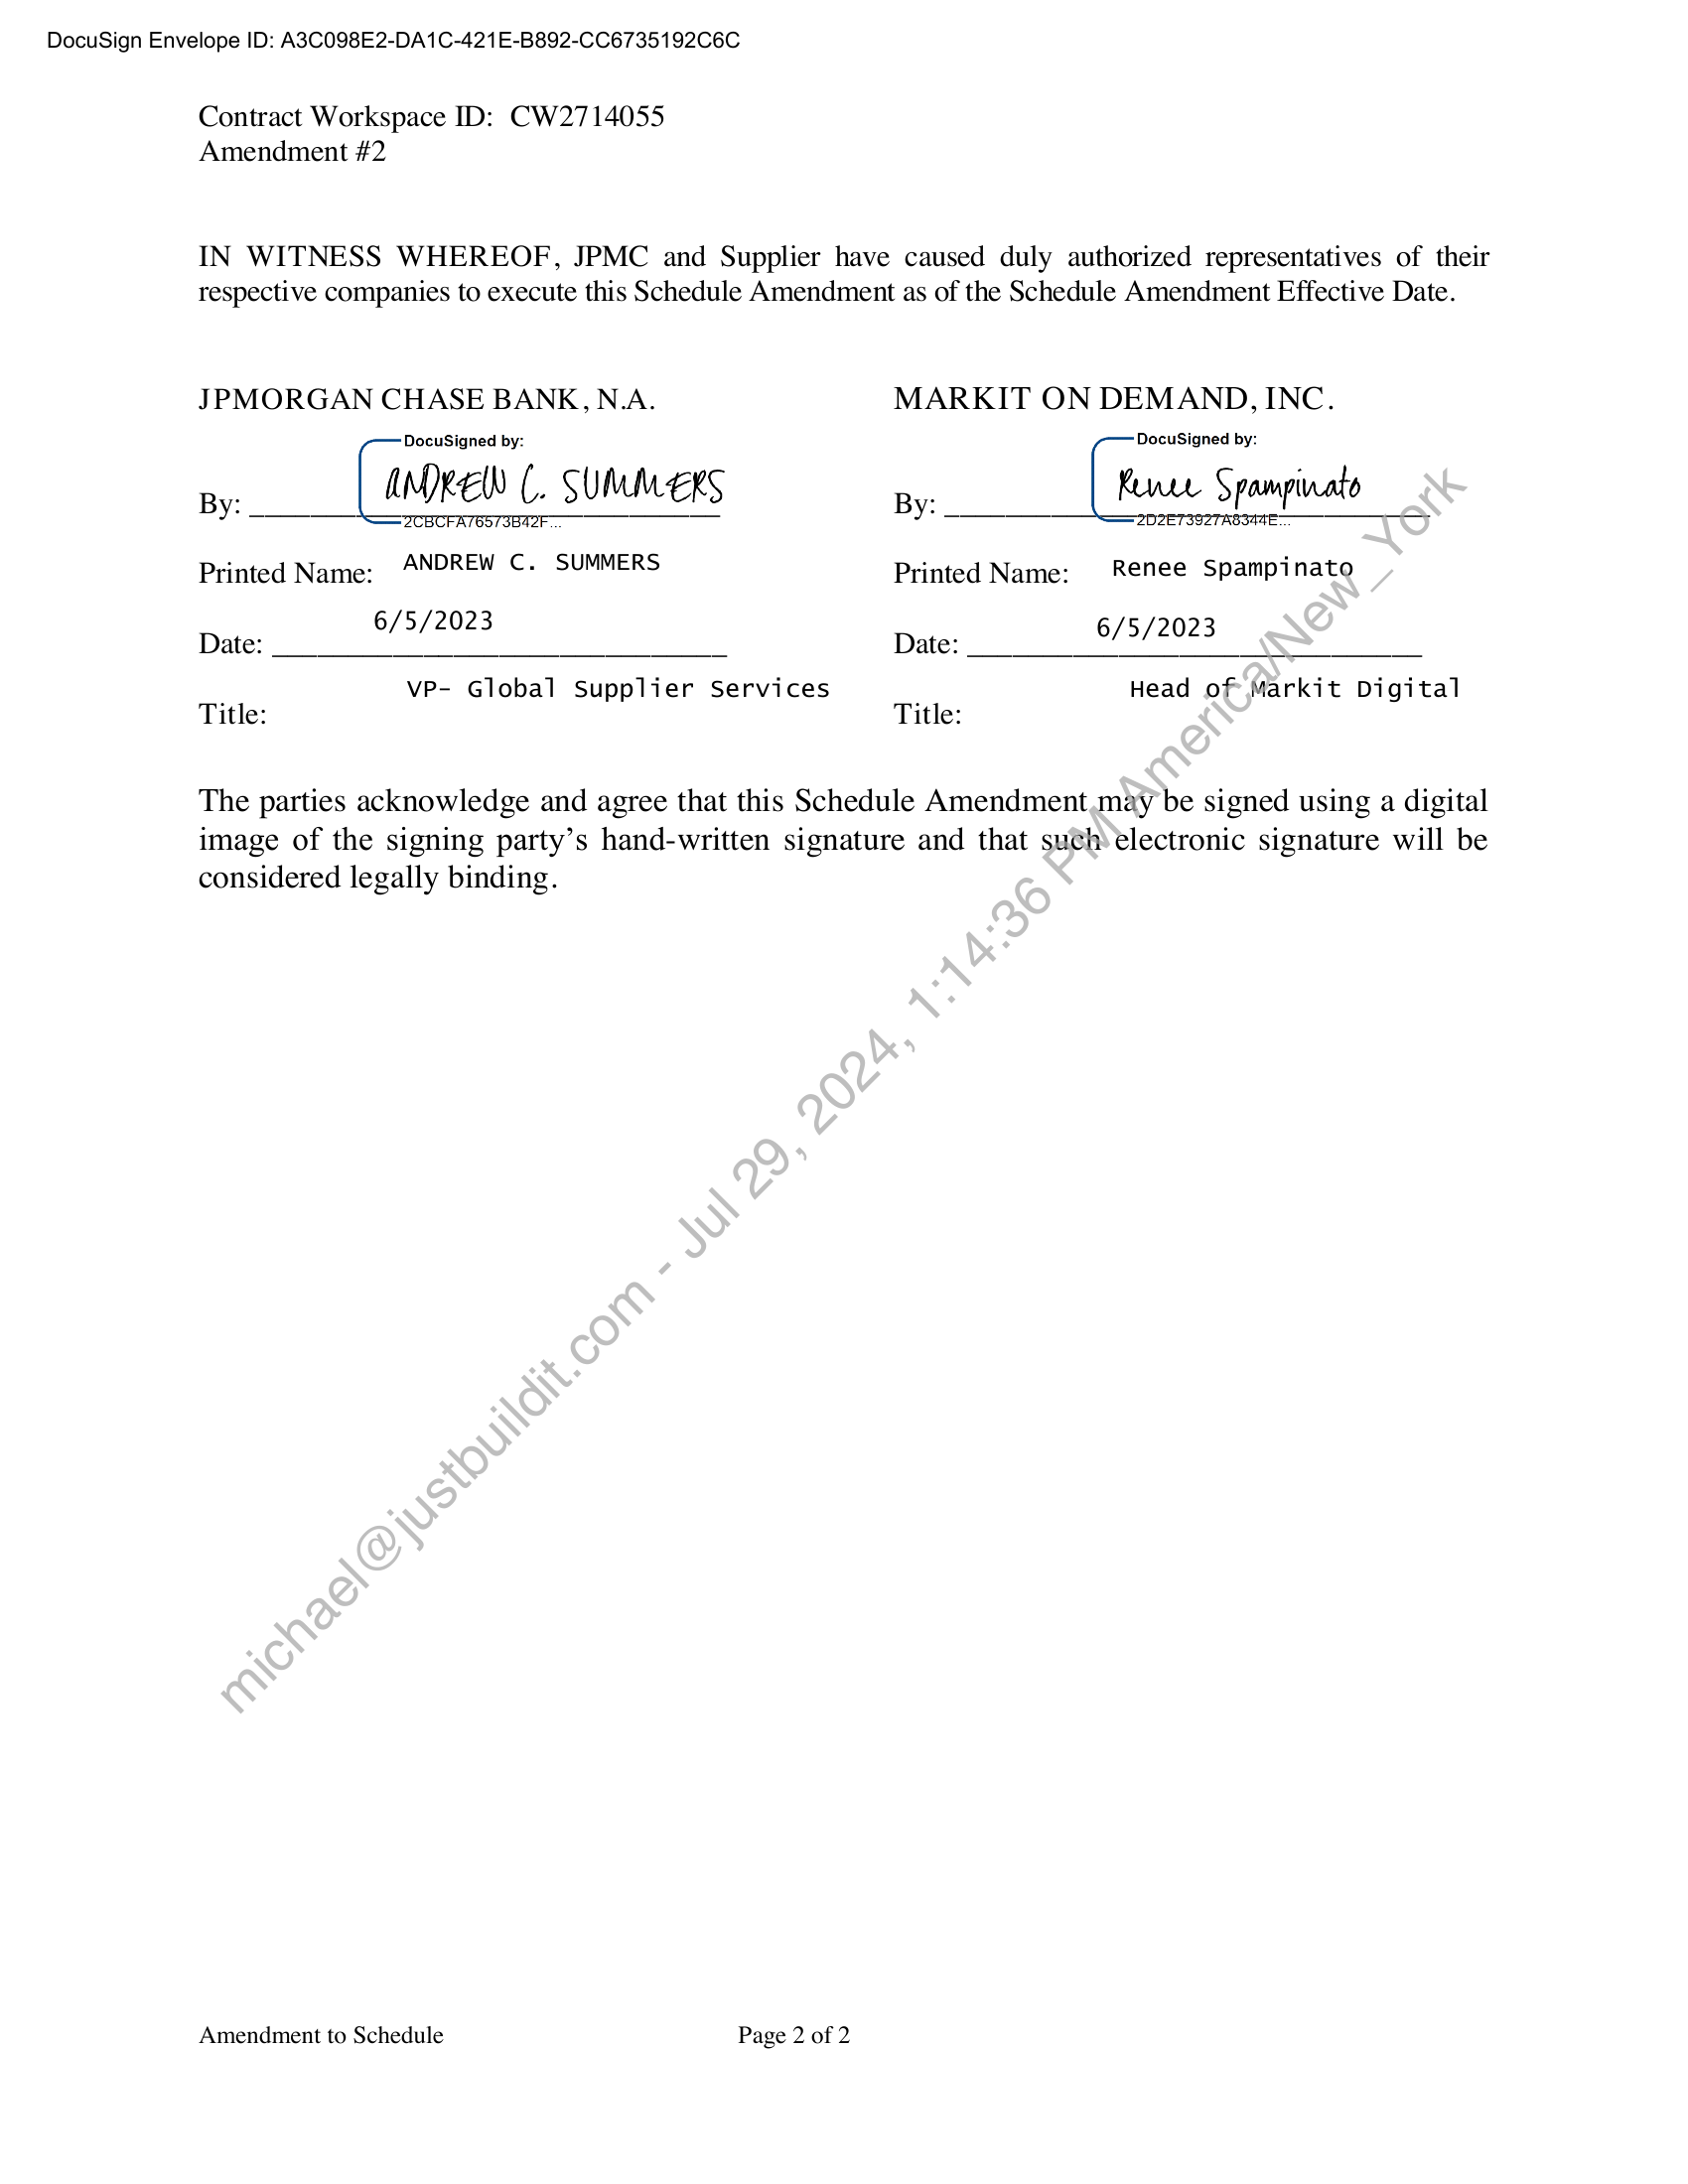 DocuSign Envelope ID: A3C098E2-DA1C-421E-B892-CC6735192C6C
Contract Workspace ID: CW2714055
Amendment #2
IN WITNESS WHEREOF, JPMC and Supplier have caused duly authorized representatives of their
respective companies to execute this Schedule Amendment as of the Schedule Amendment Effective Date.
JPMORGAN CHASE BANK, N.A.
DocuSigned by:
By: ANDREW C. SUMMERS
2CBCFA76573B42F...
Printed Name: ANDREW C. SUMMERS
Date: 6/5/2023
Title: VP- Global Supplier Services
MARKIT ON DEMAND, INC.
DocuSigned by:
By: Renee Spampinato
2D2E73927A8344E...
Printed Name: Renee Spampinato
Date: 6/5/2023
Title: Head of Markit Digital
The parties acknowledge and agree that this Schedule Amendment may be signed using a digital
image of the signing party’s hand-written signature and that such electronic signature will be
considered legally binding.
michael@justbuildit.com - Jul 29, 2024, 1:14:36 PM America/New_York
Amendment to Schedule Page 2 of 2